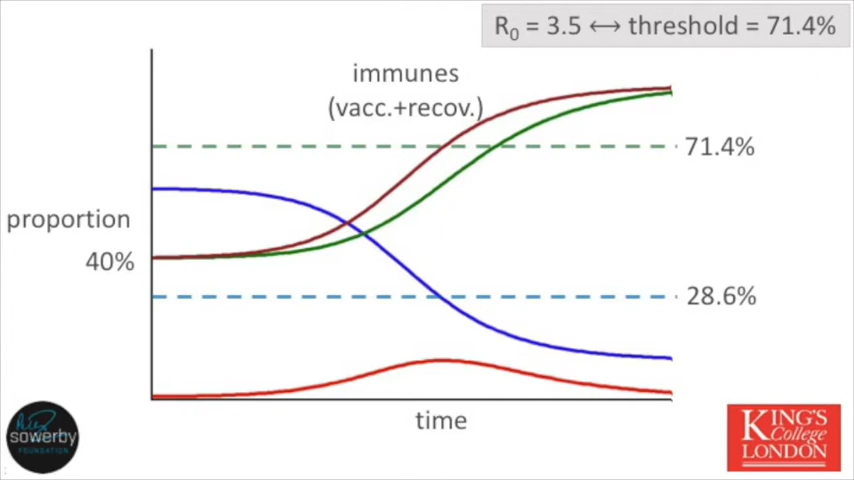 R0 = 3.5 ↔ threshold = 71.4%
immunes
(vacc.+recov.)
71.4%
proportion
40%
28.6%
time
sowerby
FOUNDATION
KING'S
College
LONDON